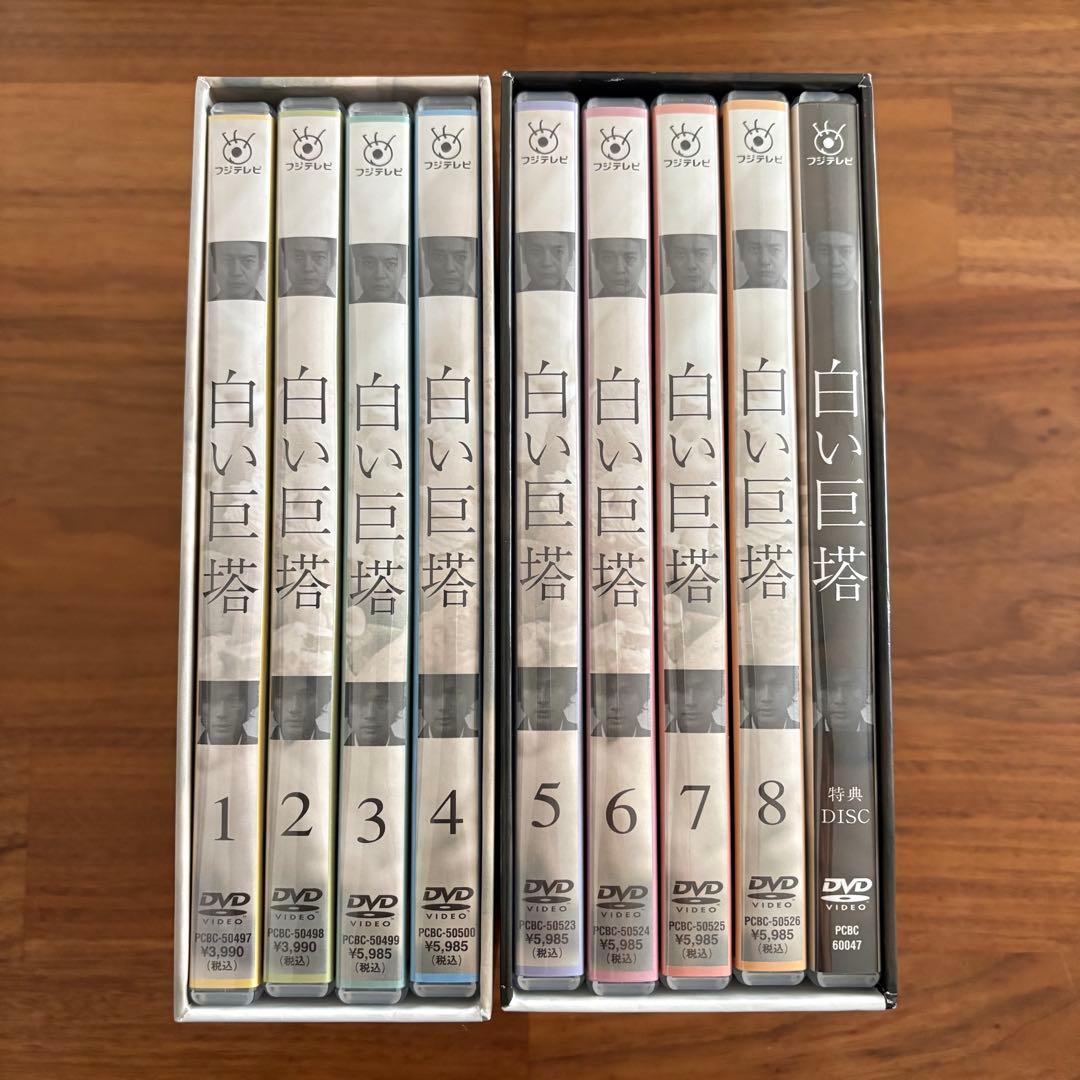 フジテレビ
白い巨塔
1
DVD
VIDEO
PCBC-50497
¥3,990
(税込)
フジテレビ
白い巨塔
2
DVD
VIDEO
PCBC-50498
¥3,990
(税込)
フジテレビ
白い巨塔
3
DVD
VIDEO
PCBC-50499
¥5,985
(税込)
フジテレビ
白い巨塔
4
DVD
VIDEO
PCBC-50500
¥5,985
(税込)
フジテレビ
白い巨塔
5
DVD
VIDEO
PCBC-50523
¥5,985
(税込)
フジテレビ
白い巨塔
6
DVD
VIDEO
PCBC-50524
¥5,985
(税込)
フジテレビ
白い巨塔
7
DVD
VIDEO
PCBC-50525
¥5,985
(税込)
フジテレビ
白い巨塔
8
DVD
VIDEO
PCBC-50526
¥5,985
(税込)
フジテレビ
白い巨塔
特典
DISC
DVD
VIDEO
PCBC
60047